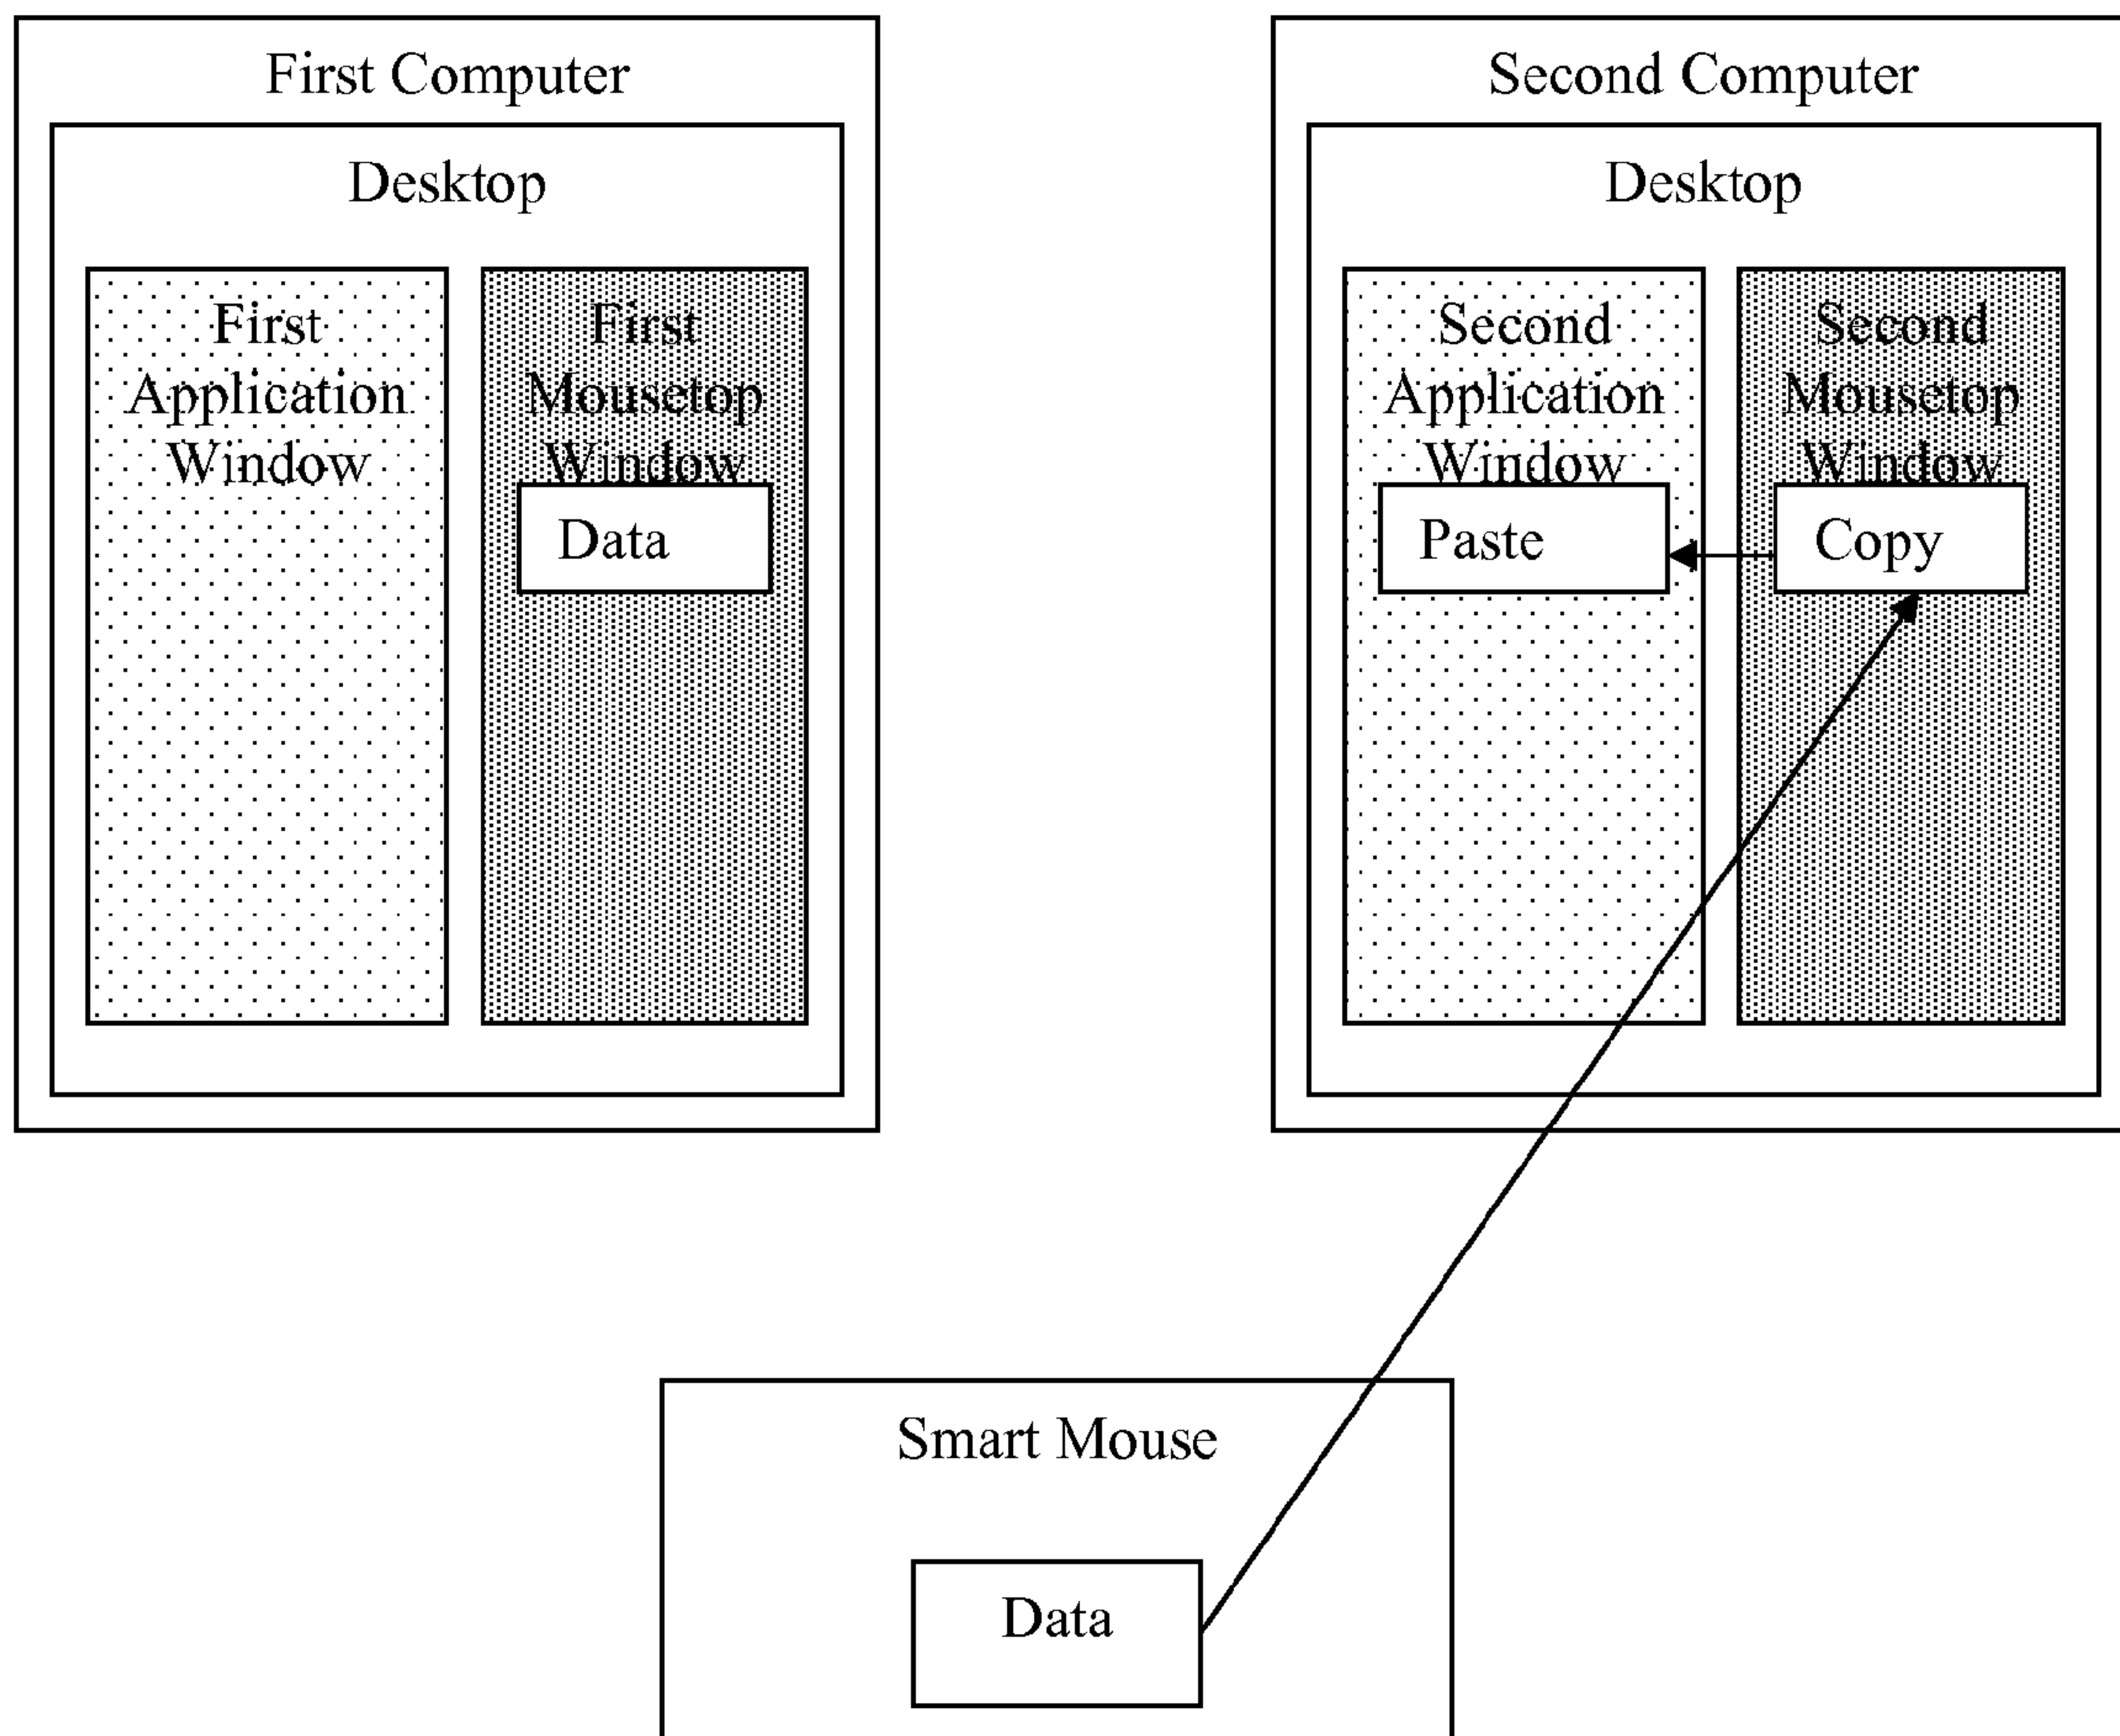 First Computer
Desktop
First
Application
Window
First
Mousetop
Window
Data
Second Computer
Desktop
Second
Application
Window
Paste
Second
Mousetop
Window
Copy
Smart Mouse
Data